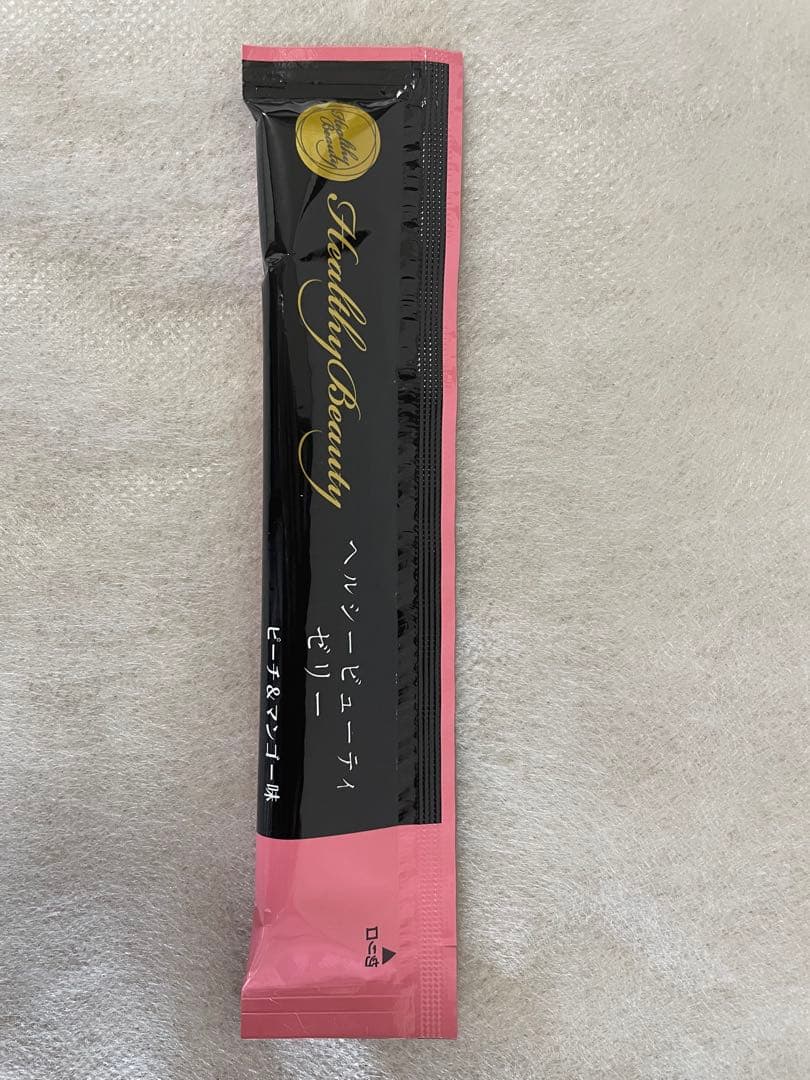 Healthy
Beauty
Healthy Beauty
ヘルシービューティ
ゼリー
ピーチ&マンゴー味
▲
切り口